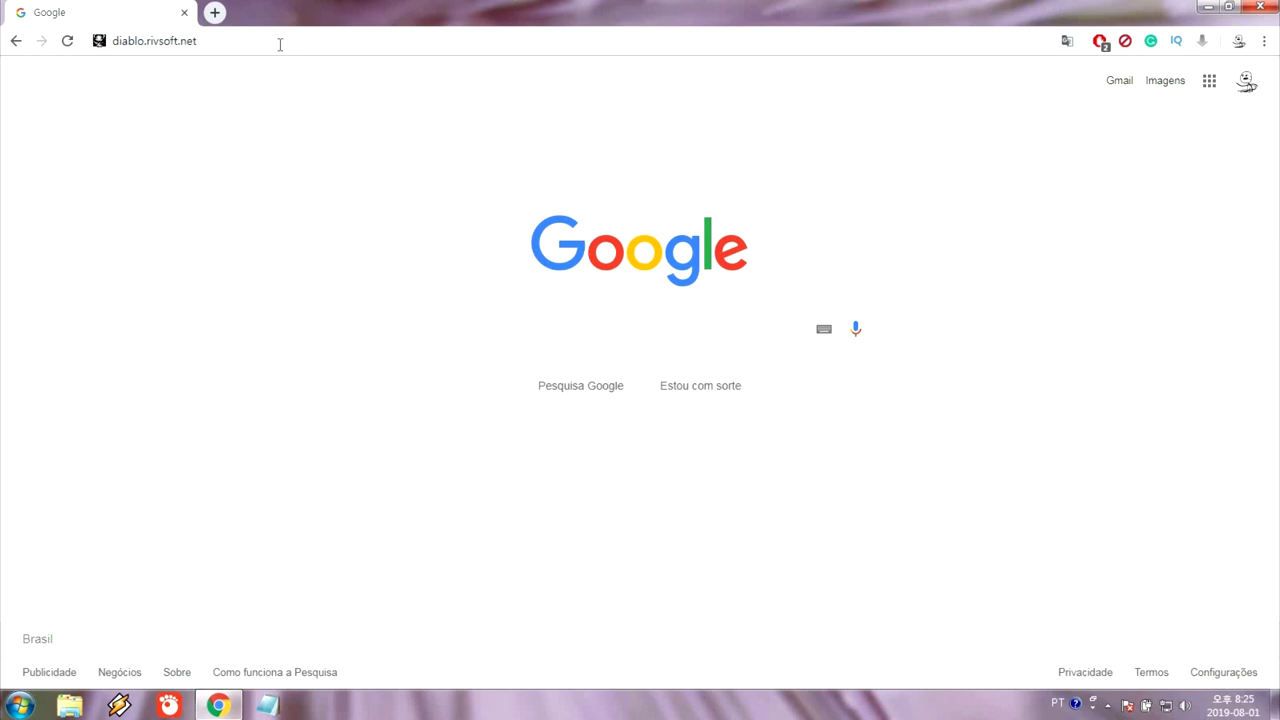 Google
diablo.rivsoft.net
2
Gmail Imagens
Google
Pesquisa Google Estou com sorte
Brasil
Publicidade Negócios Sobre Como funciona a Pesquisa Privacidade Termos Configurações
PT 오후 8:25
2019-08-01